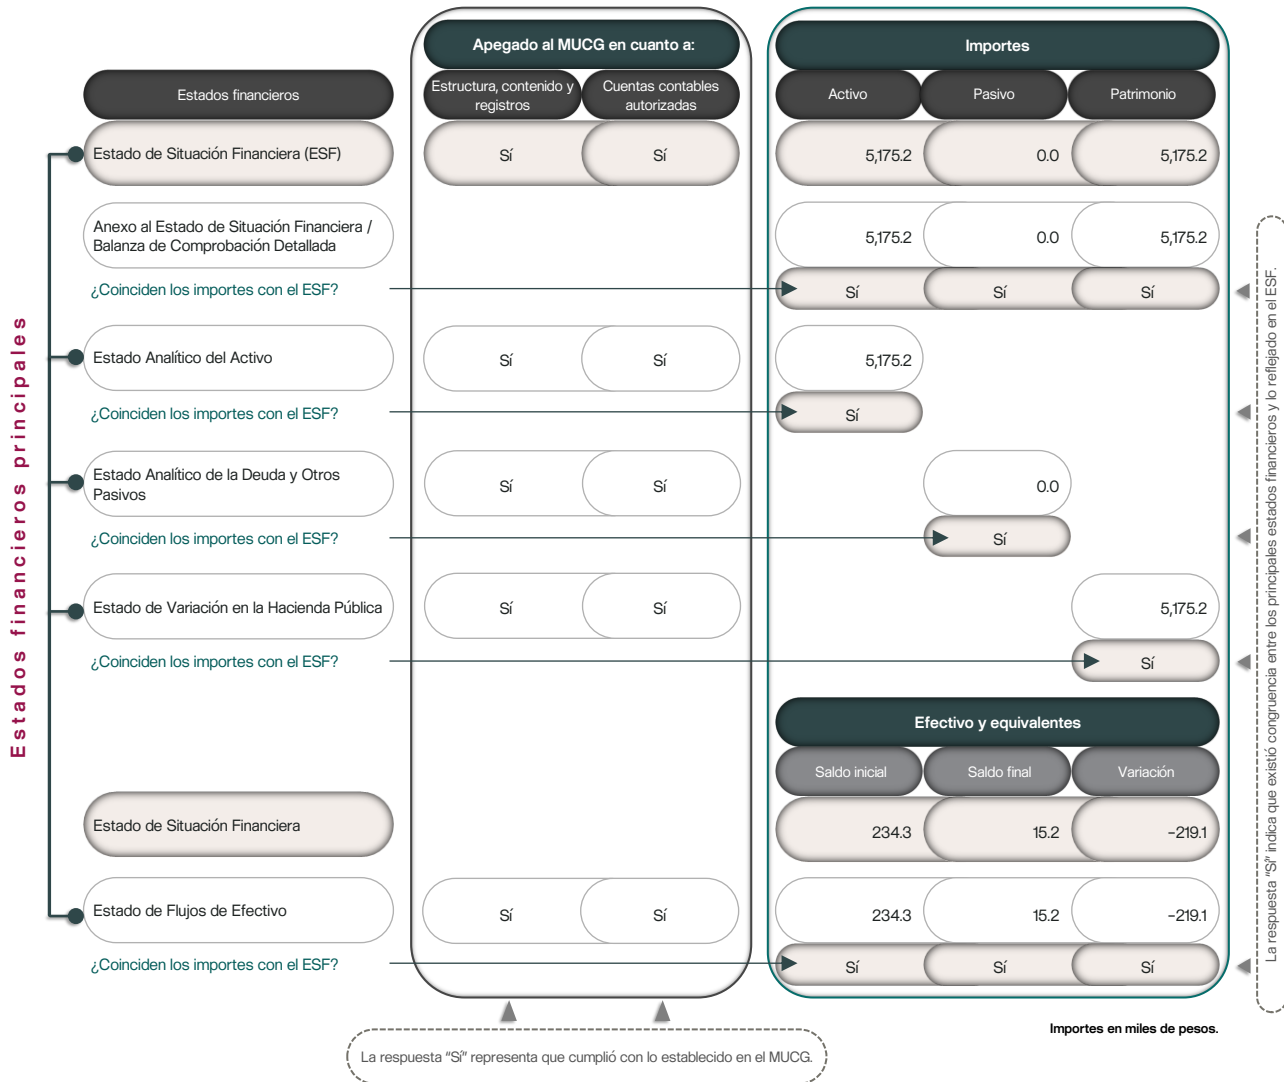 Apegado al MUCG en cuanto a:
Importes
Estados financieros
Estructura, contenido y
registros
Cuentas contables
autorizadas
Activo
Pasivo
Patrimonio
Estado de Situación Financiera (ESF)
Sí
Sí
5,175.2
0.0
5,175.2
Anexo al Estado de Situación Financiera /
Balanza de Comprobación Detallada
5,175.2
0.0
5,175.2
¿Coinciden los importes con el ESF?
Sí
Sí
Sí
Estado Analítico del Activo
Sí
Sí
5,175.2
¿Coinciden los importes con el ESF?
Sí
Estado Analítico de la Deuda y Otros
Pasivos
Sí
Sí
0.0
¿Coinciden los importes con el ESF?
Sí
Estado de Variación en la Hacienda Pública
Sí
Sí
5,175.2
¿Coinciden los importes con el ESF?
Sí
Efectivo y equivalentes
Saldo inicial
Saldo final
Variación
Estado de Situación Financiera
234.3
15.2
-219.1
Estado de Flujos de Efectivo
Sí
Sí
234.3
15.2
-219.1
¿Coinciden los importes con el ESF?
Sí
Sí
Sí
Estados financieros principales
La respuesta "Sí" indica que existió congruencia entre los principales estados financieros y lo reflejado en el ESF.
Importes en miles de pesos.
La respuesta "Sí" representa que cumplió con lo establecido en el MUCG.